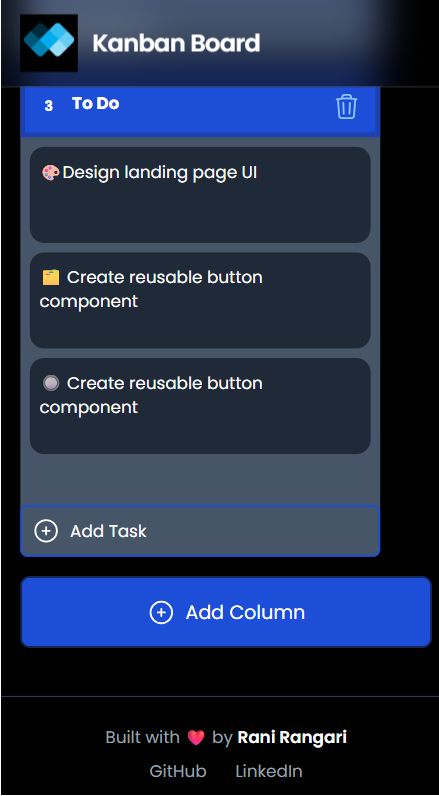 Kanban Board
3 To Do
🎨Design landing page UI
🗂️ Create reusable button
component
🔘 Create reusable button
component
Add Task
Add Column
Built with ❤️ by Rani Rangari
GitHub LinkedIn